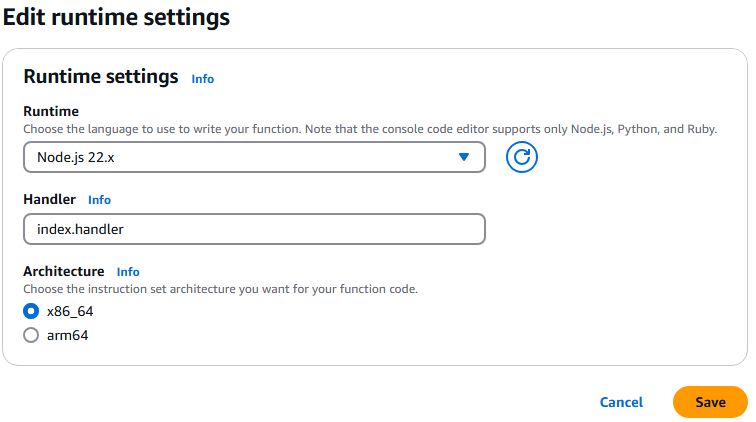 Edit runtime settings
Runtime settings Info
Runtime
Choose the language to use to write your function. Note that the console code editor supports only Node.js, Python, and Ruby.
Node.js 22.x
Handler Info
index.handler
Architecture Info
Choose the instruction set architecture you want for your function code.
x86_64
arm64
Cancel Save